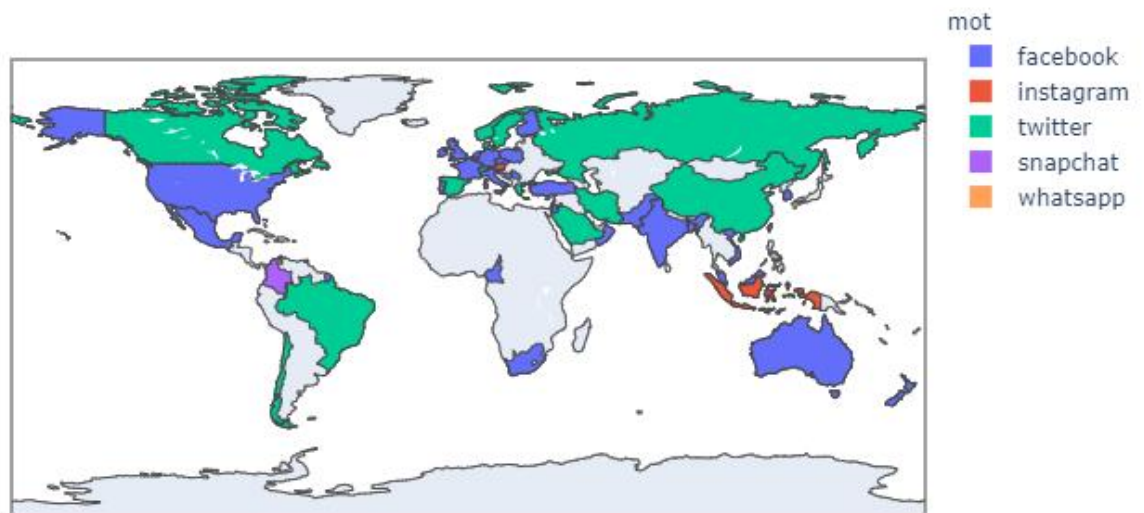 mot
facebook
instagram
twitter
snapchat
whatsapp